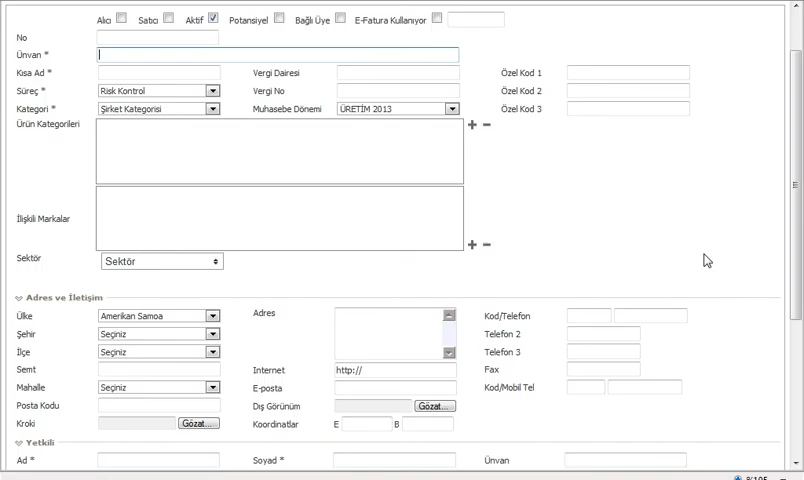 Alıcı Satıcı Aktif Potansiyel Bağlı Üye E-Fatura Kullanıyor
No
Ünvan *
Kısa Ad * Vergi Dairesi Özel Kod 1
Süreç * Risk Kontrol Vergi No Özel Kod 2
Kategori * Şirket Kategorisi Muhasebe Dönemi ÜRETİM 2013 Özel Kod 3
Ürün Kategorileri
İlişkili Markalar
Sektör Sektör
Adres ve İletişim
Ülke Amerikan Samoa Adres Kod/Telefon
Şehir Seçiniz Telefon 2
İlçe Seçiniz Telefon 3
Semt Internet http:// Fax
Mahalle Seçiniz E-posta Kod/Mobil Tel
Posta Kodu Dış Görünüm Gözat...
Kroki Gözat... Koordinatlar E B
Yetkili
Ad * Soyad * Ünvan
%105